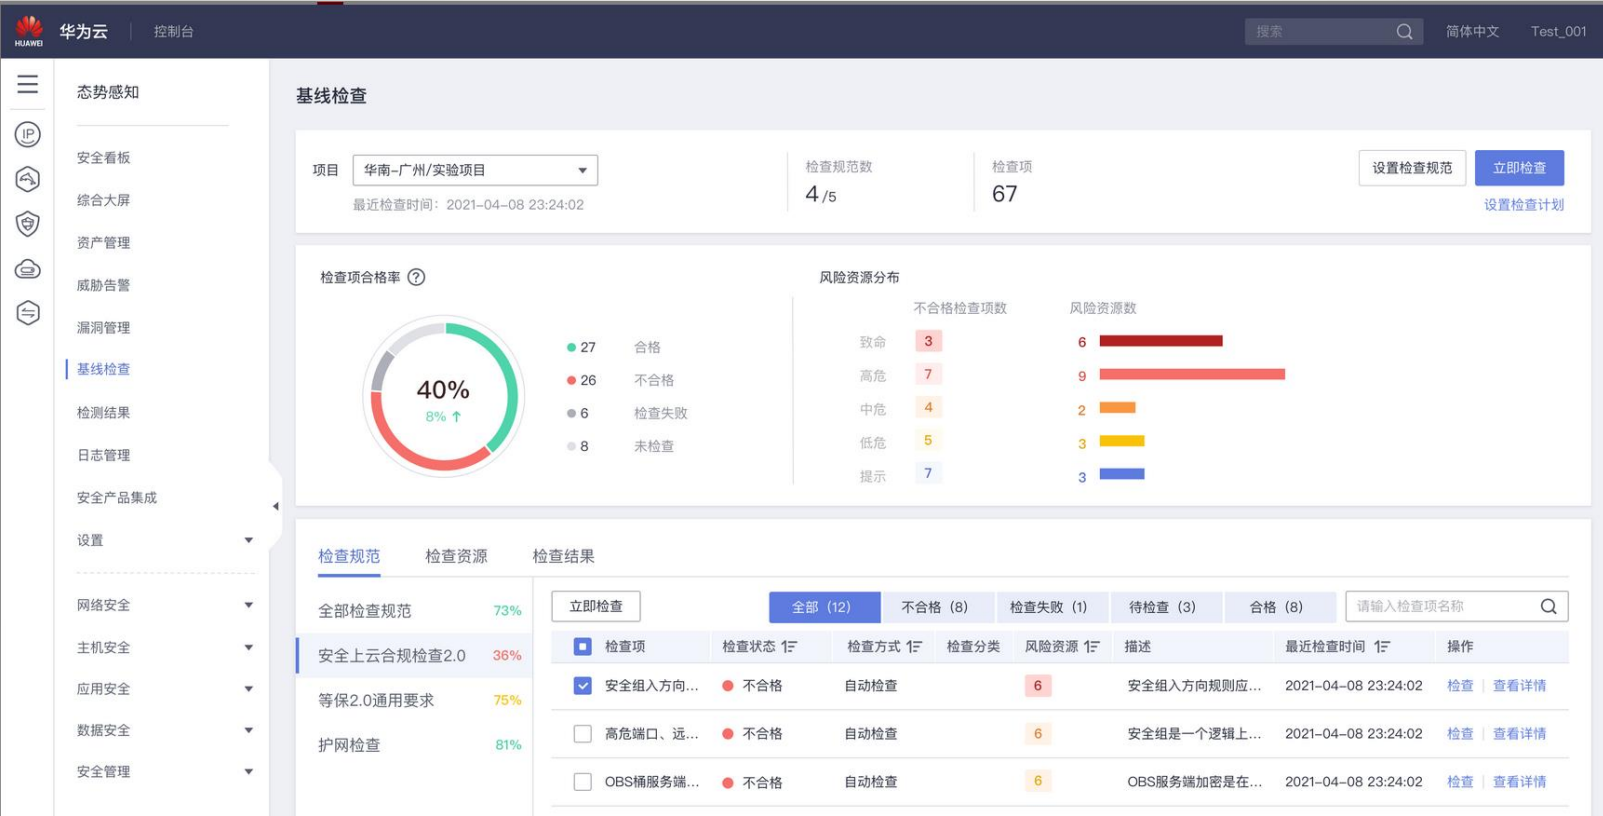 HUAWEI
华为云
控制台
搜索
简体中文
Test_001
态势感知
安全看板
综合大屏
资产管理
威胁告警
漏洞管理
基线检查
检测结果
日志管理
安全产品集成
设置
网络安全
主机安全
应用安全
数据安全
安全管理
IP
基线检查
项目 华南-广州/实验项目
最近检查时间：2021-04-08 23:24:02
检查规范数
4 /5
检查项
67
设置检查规范 立即检查
设置检查计划
检查项合格率 ?
40%
8% ↑
27 合格
26 不合格
6 检查失败
8 未检查
风险资源分布
不合格检查项数 风险资源数
致命 3 6
高危 7 9
中危 4 2
低危 5 3
提示 7 3
检查规范 检查资源 检查结果
全部检查规范 73%
安全上云合规检查2.0 36%
等保2.0通用要求 75%
护网检查 81%
立即检查 全部（12） 不合格（8） 检查失败（1） 待检查（3） 合格（8） 请输入检查项名称
检查项 检查状态 检查方式 检查分类 风险资源 描述 最近检查时间 操作
安全组入方向... 不合格 自动检查 6 安全组入方向规则应... 2021-04-08 23:24:02 检查 查看详情
高危端口、远... 不合格 自动检查 6 安全组是一个逻辑上... 2021-04-08 23:24:02 检查 查看详情
OBS桶服务端... 不合格 自动检查 6 OBS服务端加密是在... 2021-04-08 23:24:02 检查 查看详情